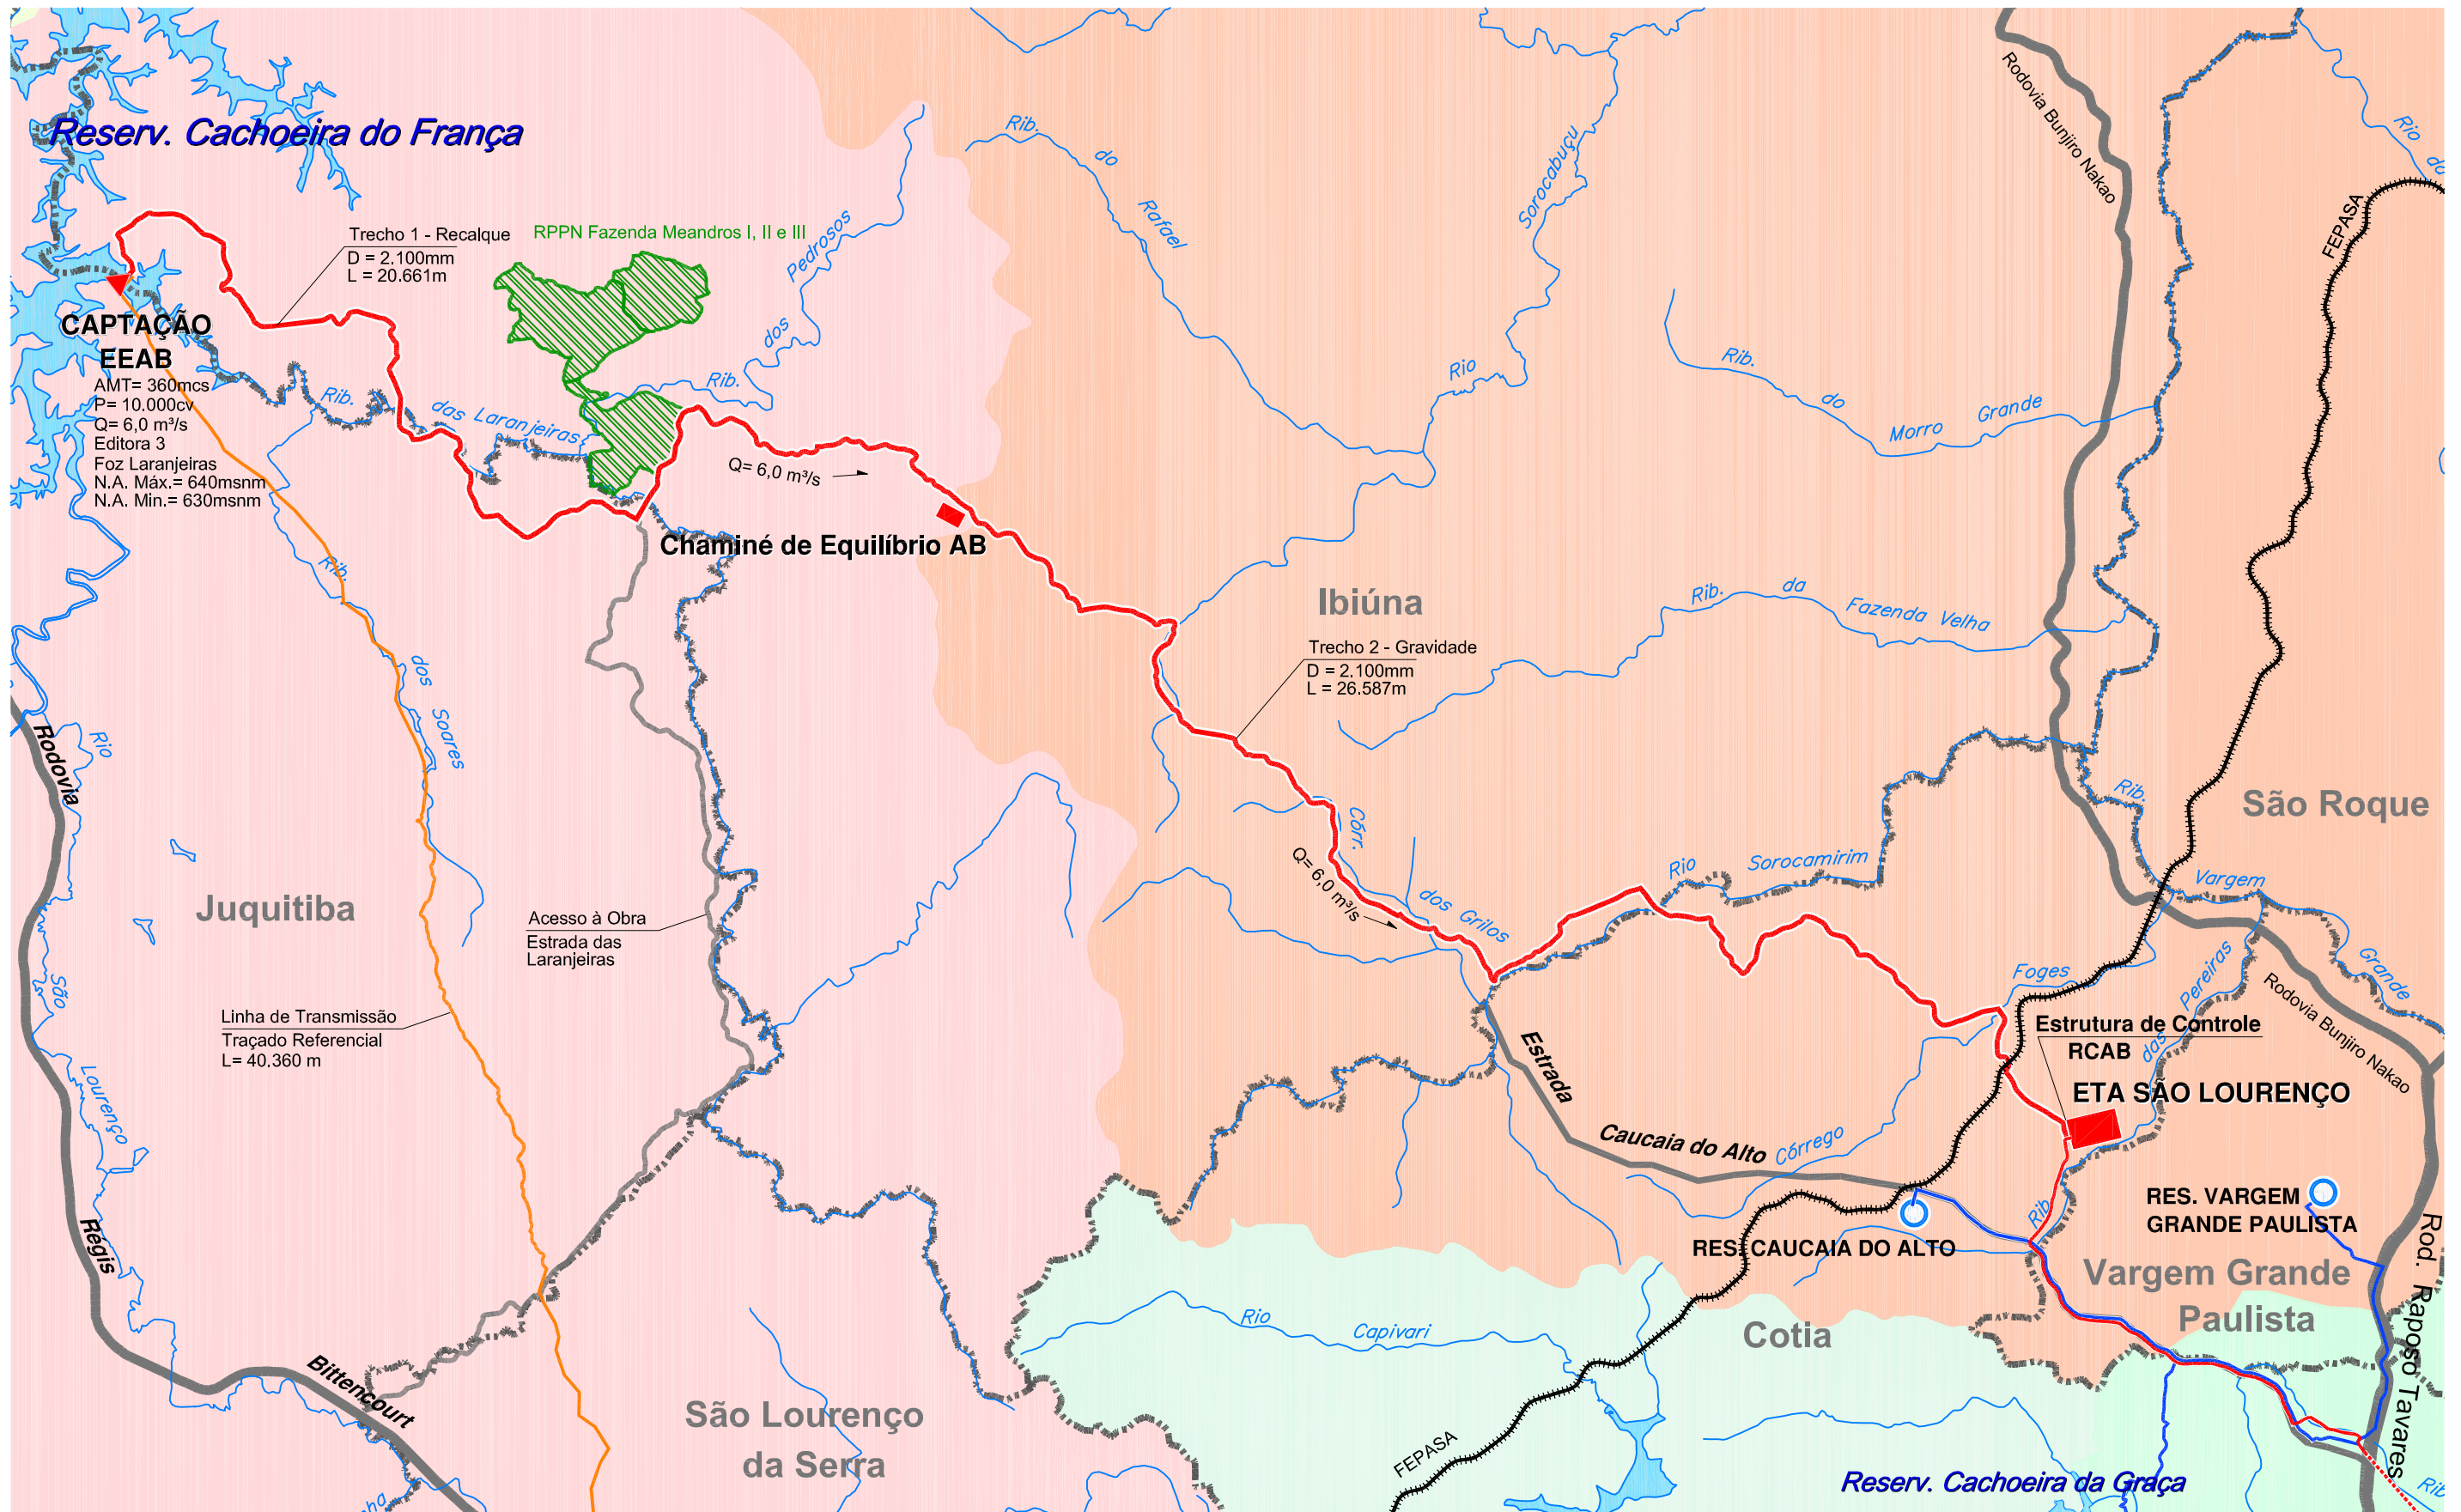 Reserv. Cachoeira do França
Trecho 1 - Recalque
D = 2.100mm
L = 20.661m
RPPN Fazenda Meandros I, II e III
CAPTAÇÃO
EEAB
AMT= 360mcs
P= 10.000cv
Q= 6,0 m³/s
Editora 3
Foz Laranjeiras
N.A. Máx.= 640msnm
N.A. Min.= 630msnm
Rib. das Laranjeiras
Rib. dos Pedrosos
Q= 6,0 m³/s
Chaminé de Equilíbrio AB
Rib. do Rafael
Rio Sorocabuçu
Rib. do Morro Grande
Rodovia Bunjiro Nakao
FEPASA
Rio do
Ibiúna
Rib. da Fazenda Velha
Trecho 2 - Gravidade
D = 2.100mm
L = 26.587m
Rib. dos Soares
Rodovia Régis Bittencourt
Rio São Lourenço
Juquitiba
Acesso à Obra
Estrada das
Laranjeiras
Linha de Transmissão
Traçado Referencial
L= 40.360 m
Córr. dos Grilos
Q= 6,0 m³/s
Rio Sorocamirim
São Roque
Rib. Vargem Grande
Córrego Foges
Rib. das Pereiras
Rodovia Bunjiro Nakao
Estrutura de Controle
RCAB
ETA SÃO LOURENÇO
Estrada Caucaia do Alto
RES. CAUCAIA DO ALTO
RES. VARGEM
GRANDE PAULISTA
Vargem Grande
Paulista
Rod. Raposo Tavares
Cotia
Rio Capivari
São Lourenço
da Serra
FEPASA
Reserv. Cachoeira da Graça
Rib.